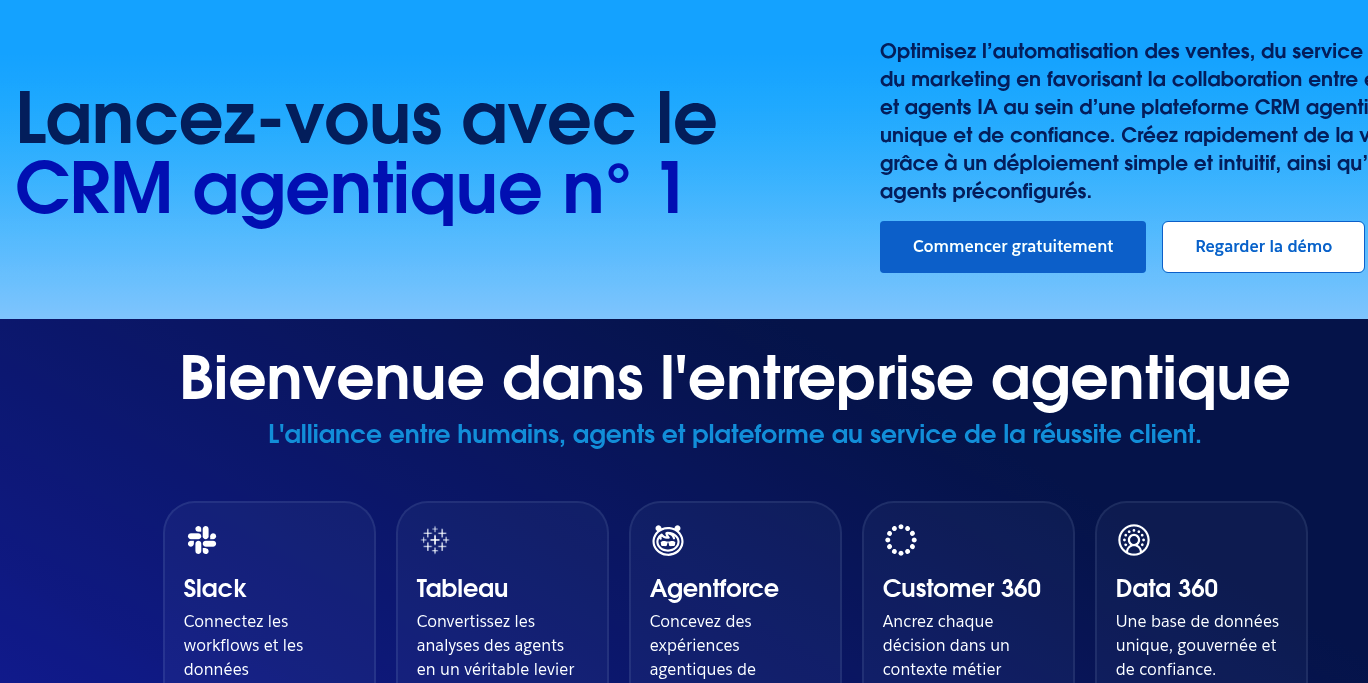 Lancez-vous avec le
CRM agentique n° 1
Optimisez l’automatisation des ventes, du service
du marketing en favorisant la collaboration entre
et agents IA au sein d’une plateforme CRM
unique et de confiance. Créez rapidement de la
grâce à un déploiement simple et intuitif, ainsi
agents préconfigurés.
Commencer gratuitement
Regarder la démo
Bienvenue dans l'entreprise agentique
L'alliance entre humains, agents et plateforme au service de la réussite client.
Slack
Connectez les
workflows et les
données
Tableau
Convertissez les
analyses des agents
en un véritable levier
Agentforce
Concevez des
expériences
agentiques de
Customer 360
Ancrez chaque
décision dans un
contexte métier
Data 360
Une base de données
unique, gouvernée et
de confiance.